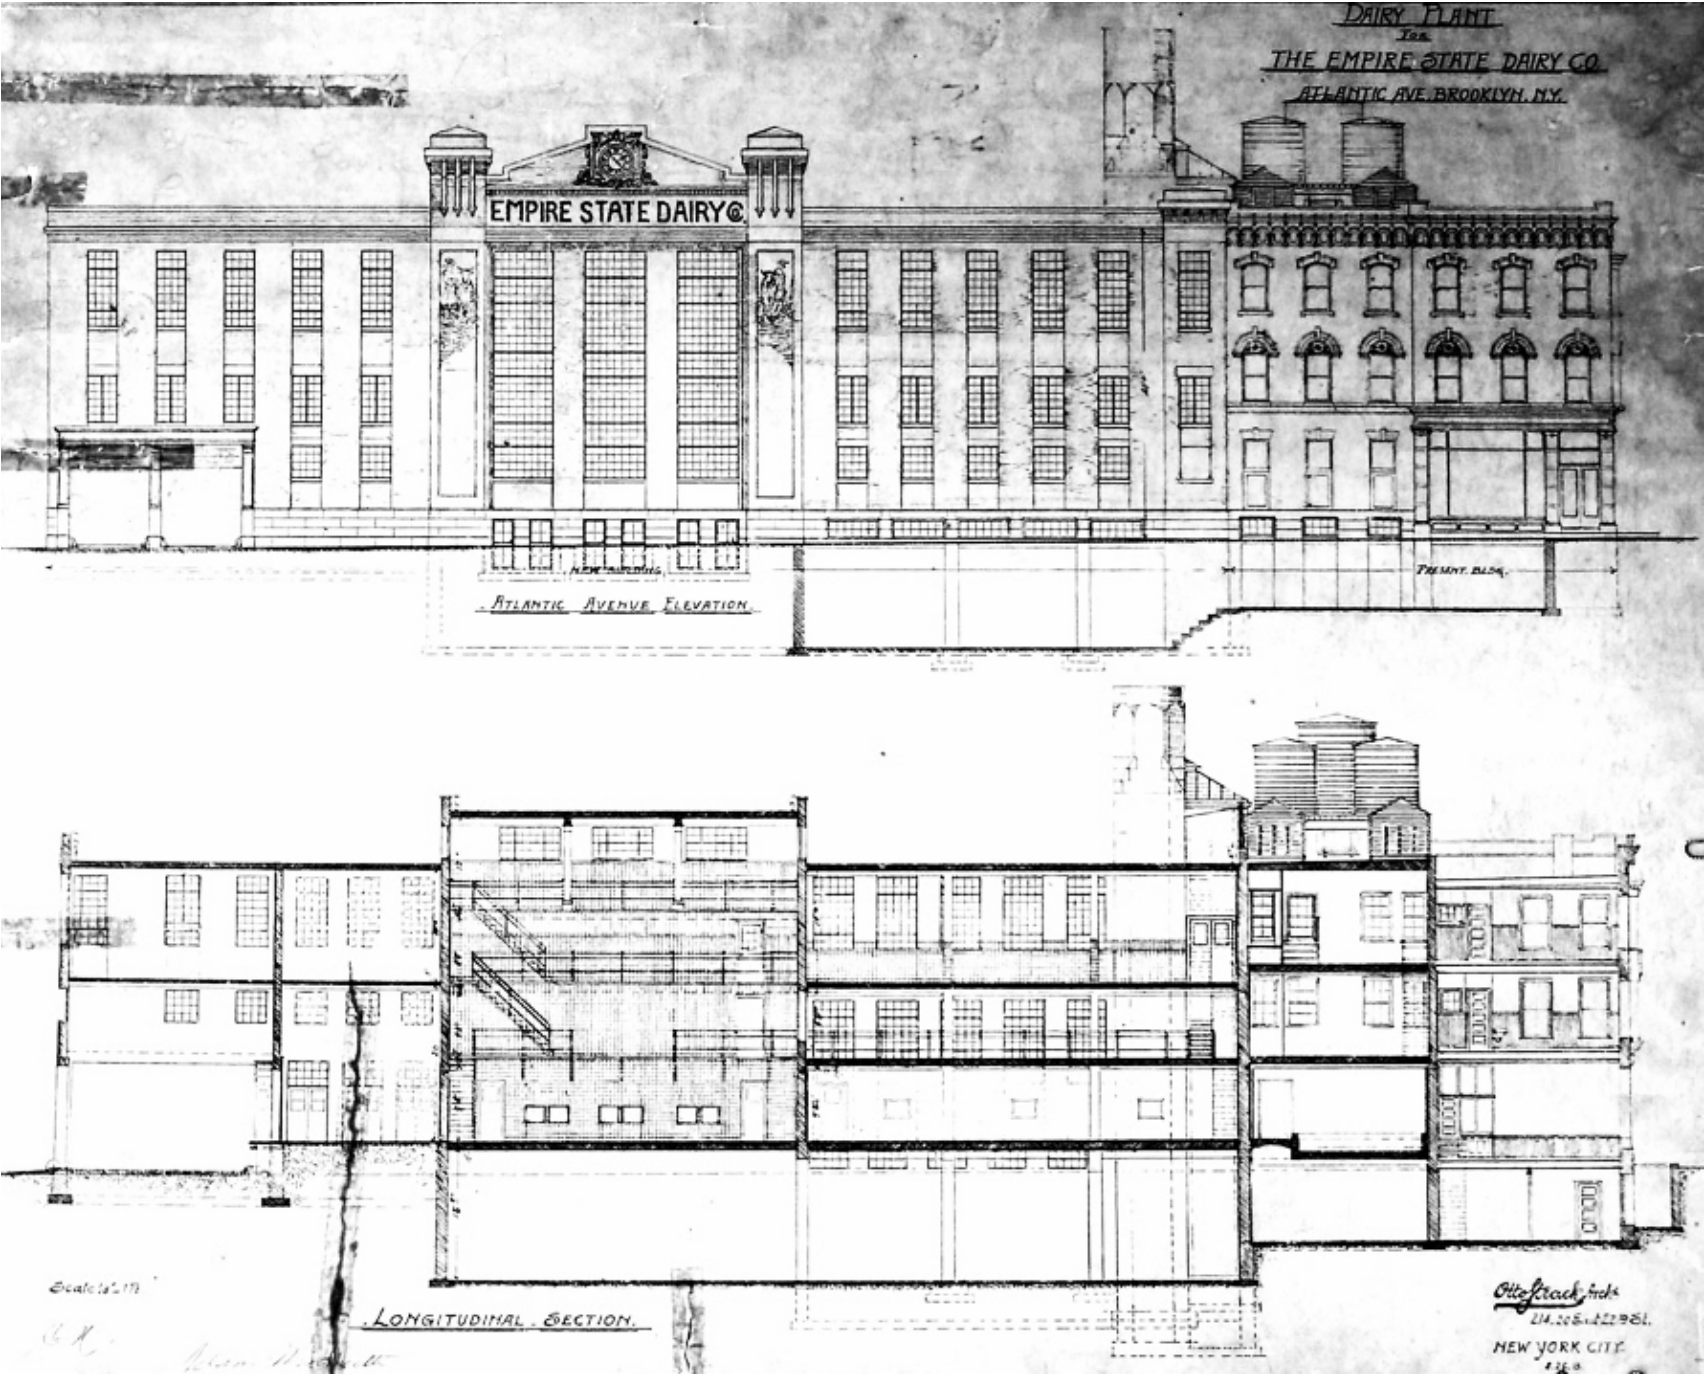 DAIRY PLANT
FOR
THE EMPIRE STATE DAIRY CO.
ATLANTIC AVE. BROOKLYN. N.Y.
EMPIRE STATE DAIRY Co.
NEW BUILDING.
PRESENT. BLDG.
ATLANTIC AVENUE ELEVATION.
Scale
LONGITUDINAL . SECTION.
Otto Strack, Archt
NEW YORK CITY.